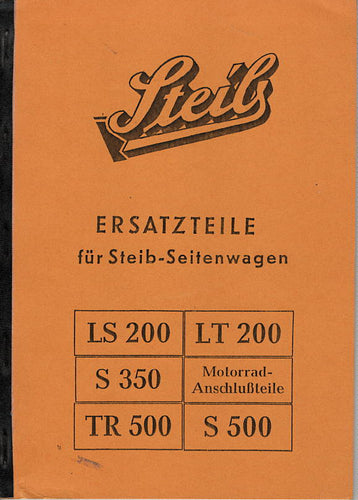 Steib
ERSATZTEILE
für Steib-Seitenwagen
LS 200 LT 200
S 350 Motorrad-
Anschlußteile
TR 500 S 500